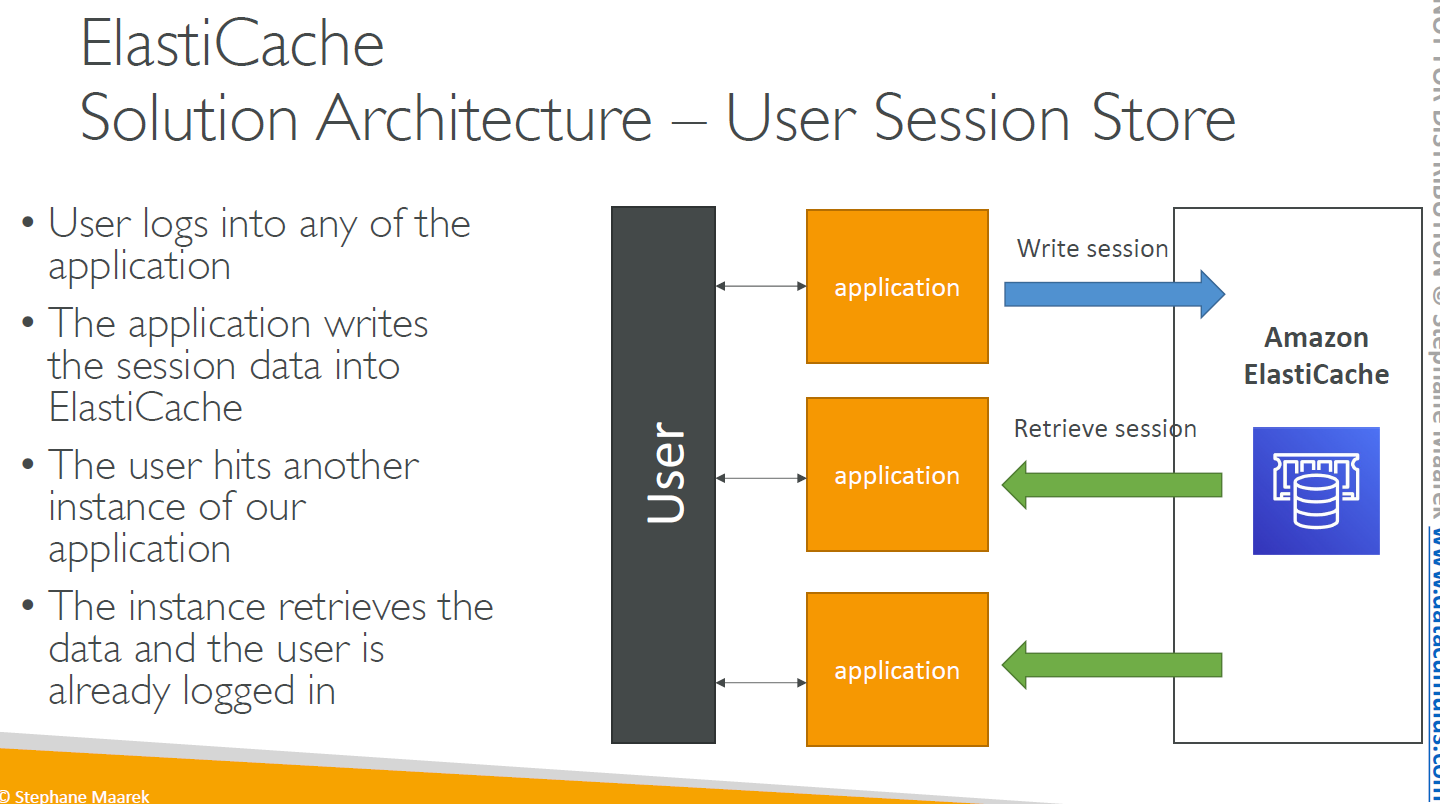 ElastiCache
Solution Architecture – User Session Store
• User logs into any of the
application
• The application writes
the session data into
ElastiCache
• The user hits another
instance of our
application
• The instance retrieves the
data and the user is
already logged in
User
application
application
application
Write session
Retrieve session
Amazon
ElastiCache
NOT FOR DISTRIBUTION © Stephane Maarek www.datacumulus.com
© Stephane Maarek